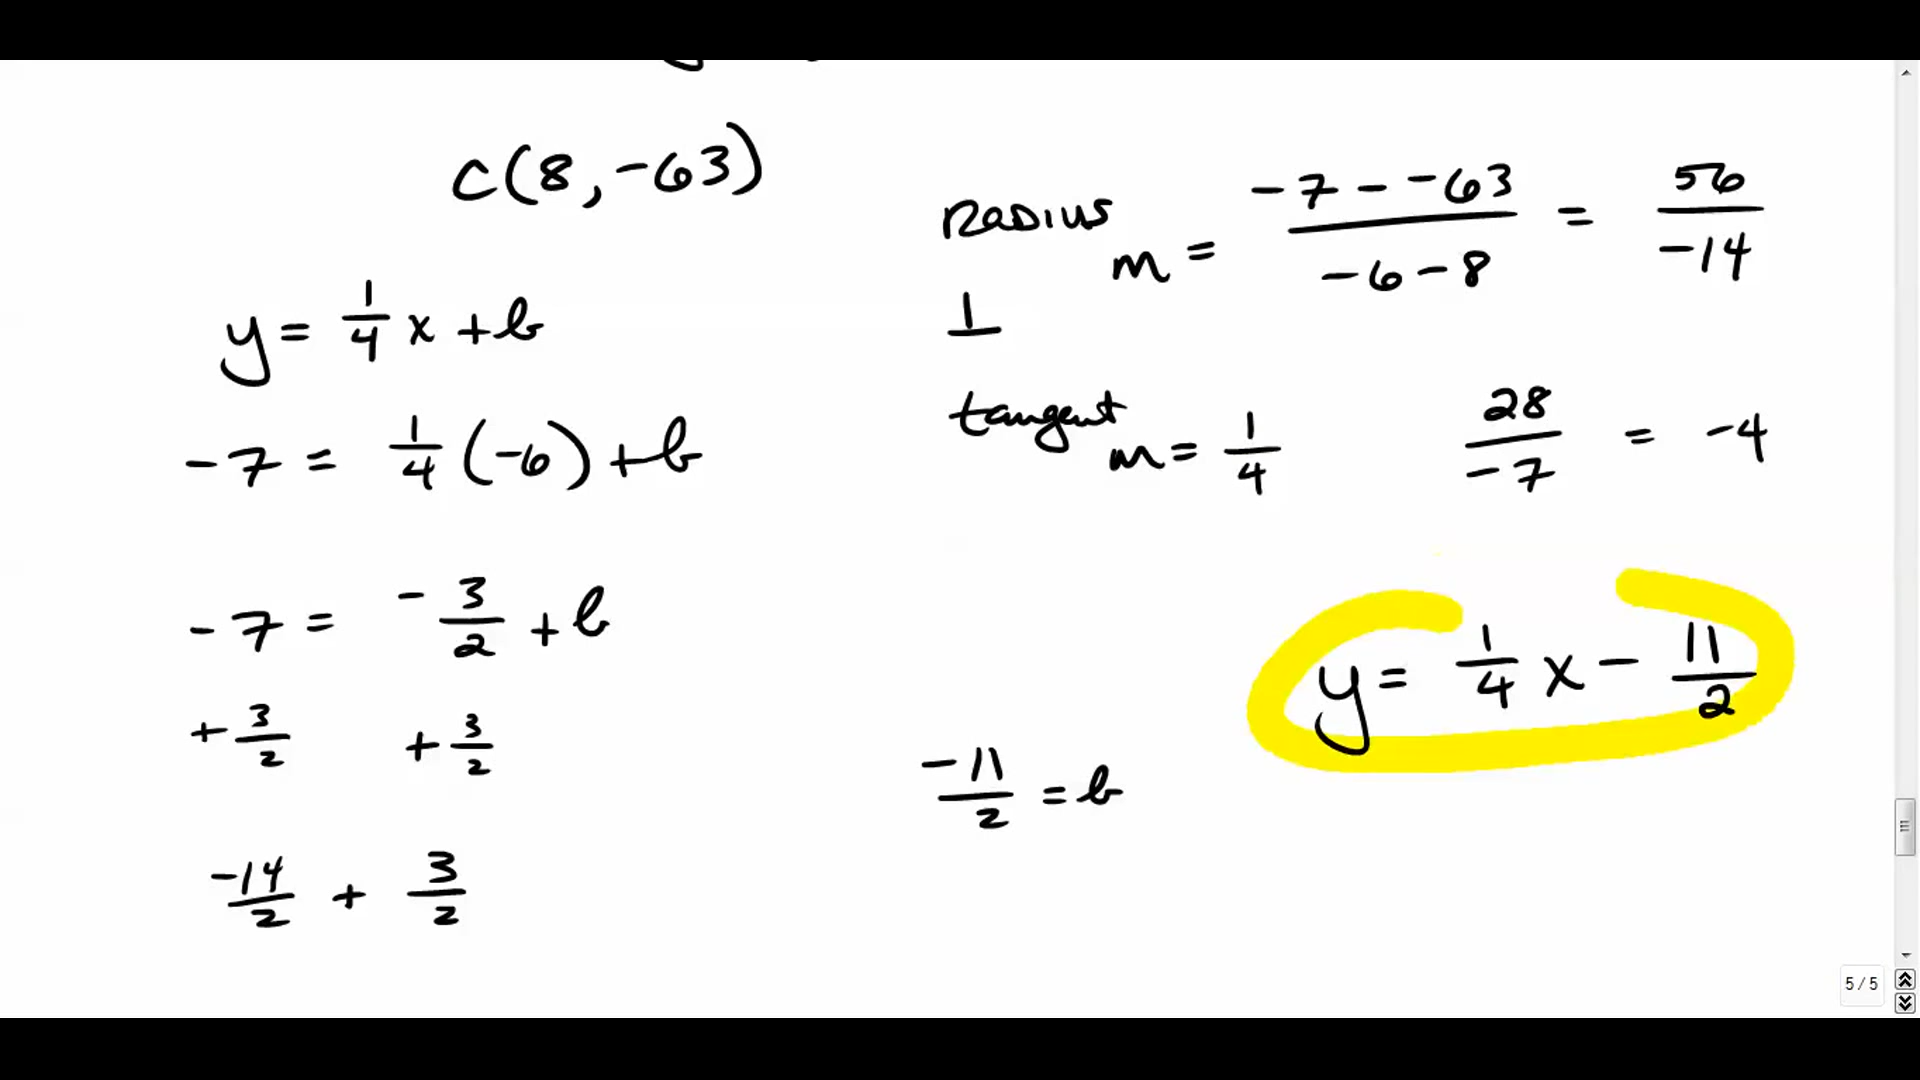 C(8, -63)
Radius m = (-7 - -63)/(-6 - 8) = 56/-14
⊥
tangent m = 1/4
28/-7 = -4
y = 1/4 x + b
-7 = 1/4 (-6) + b
-7 = -3/2 + b
+ 3/2 + 3/2
-14/2 + 3/2
-11/2 = b
y = 1/4 x - 11/2
5 / 5